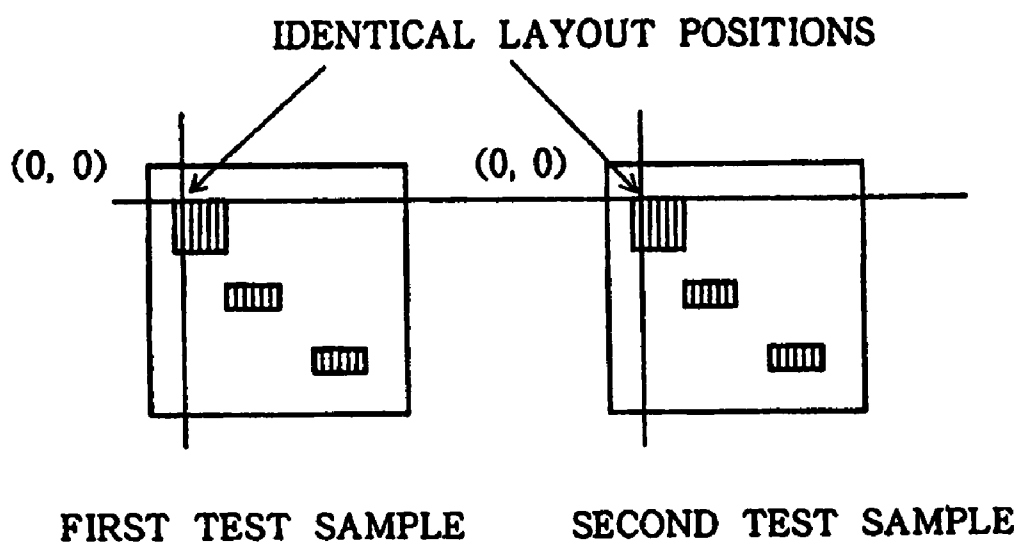 IDENTICAL LAYOUT POSITIONS
(0, 0)
(0, 0)
FIRST TEST SAMPLE
SECOND TEST SAMPLE